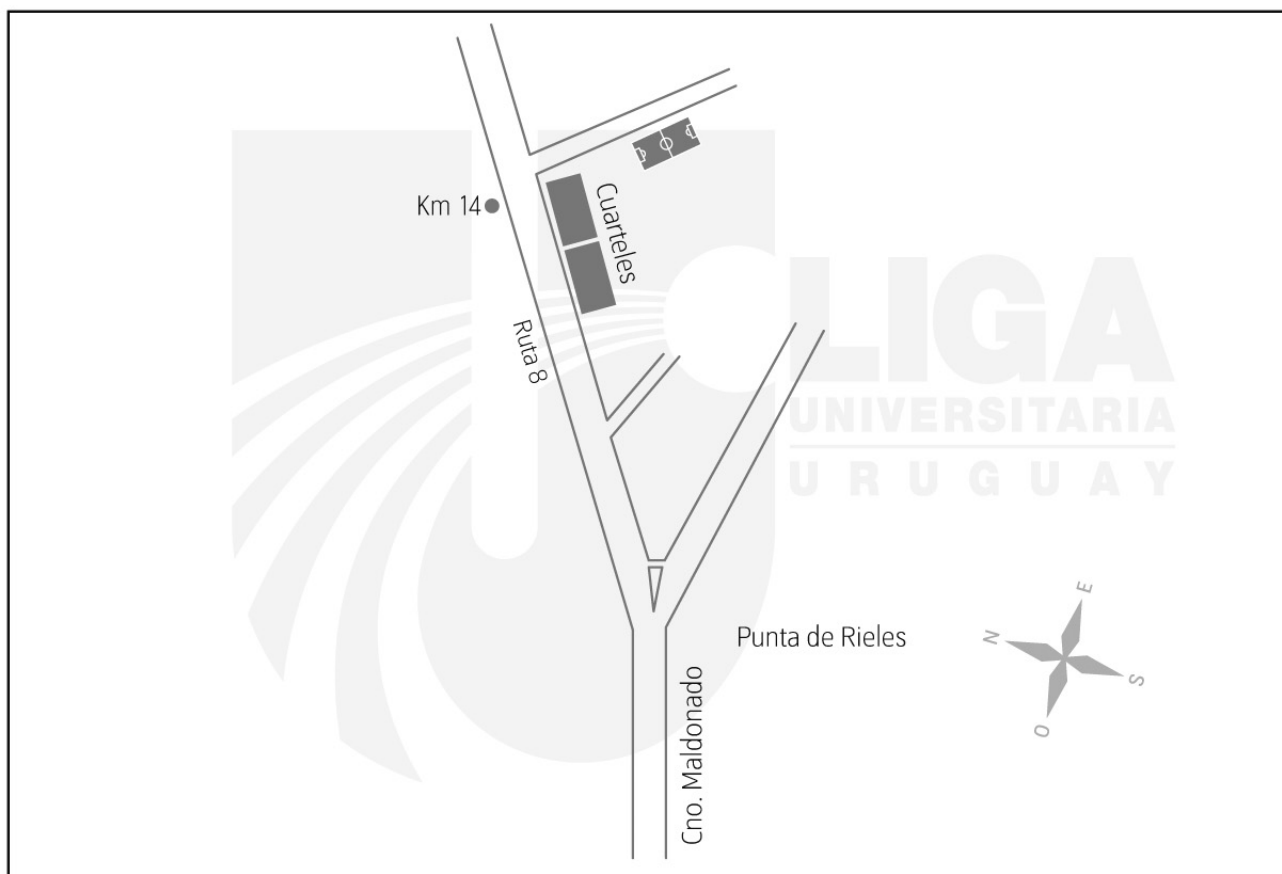 Km 14
Cuarteles
Ruta 8
LIGA
UNIVERSITARIA
URUGUAY
Punta de Rieles
Cno. Maldonado
E
N
S
O